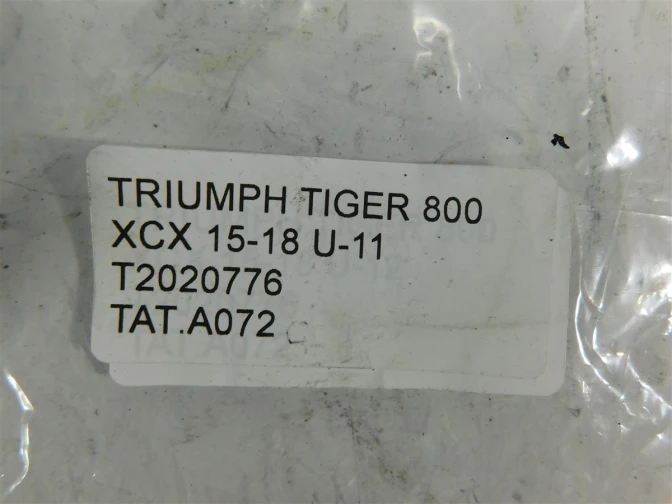 TRIUMPH TIGER 800
XCX 15-18 U-11
T2020776
TAT.A072